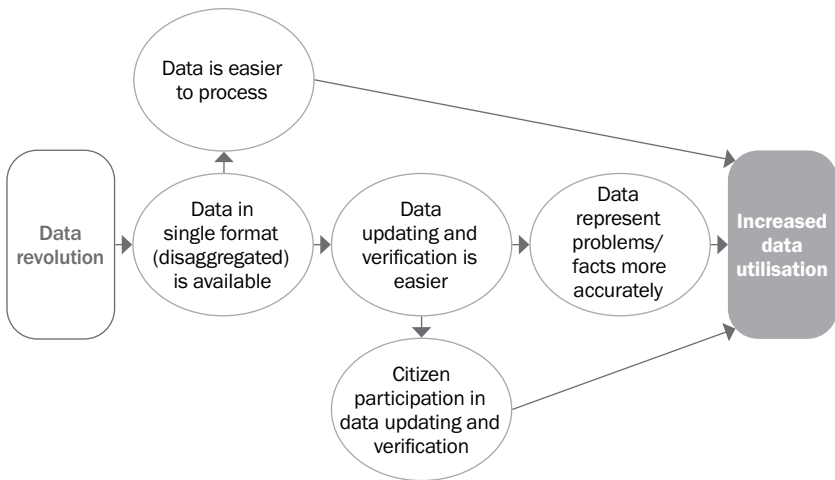 Data is easier
to process
Data
revolution
Data in
single format
(disaggregated)
is available
Data
updating and
verification is
easier
Data
represent
problems/
facts more
accurately
Increased
data
utilisation
Citizen
participation in
data updating and
verification